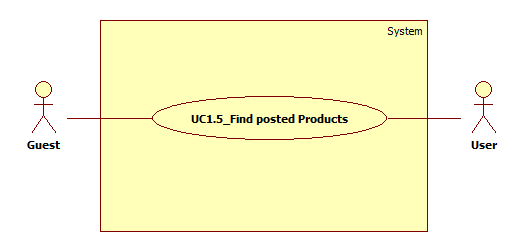 System
UC1.5_Find posted Products
Guest
User